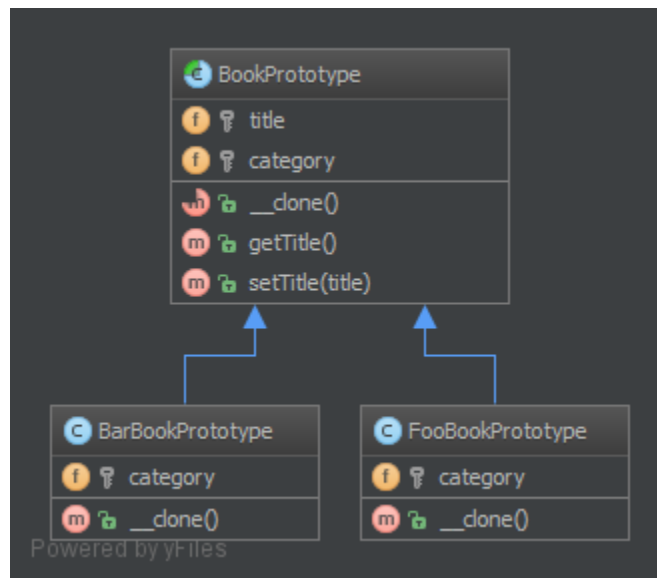 BookPrototype
title
category
__clone()
getTitle()
setTitle(title)
BarBookPrototype
category
__clone()
FooBookPrototype
category
__clone()
Powered by yFiles